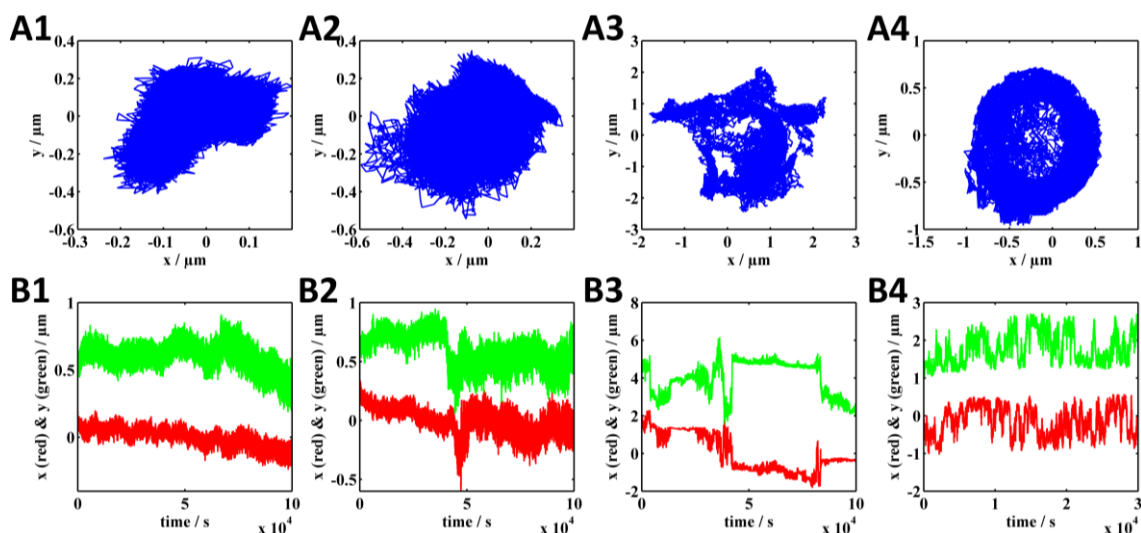 A1 A2 A3 A4
0.4 0.2 0 -0.2 -0.4 -0.6
y / µm
-0.3 -0.2 -0.1 0 0.1
x / µm
0.4 0.2 0 -0.2 -0.4 -0.6
y / µm
-0.6 -0.4 -0.2 0 0.2
x / µm
3 2 1 0 -1 -2 -3
y / µm
-1 0 1 2 3
x / µm
1 0.5 0 -0.5 -1
y / µm
-1.5 -1 -0.5 0 0.5 1
x / µm
B1 B2 B3 B4
1 0.5 0
x (red) & y (green) / µm
0 5 10
time / s
x 10^4
1 0.5 0 -0.5
x (red) & y (green) / µm
0 5 10
time / s
x 10^4
8 6 4 2 0 -2
x (red) & y (green) / µm
0 5 10
time / s
x 10^4
3 2 1 0 -1 -2
x (red) & y (green) / µm
0 1 2 3
time / s
x 10^4